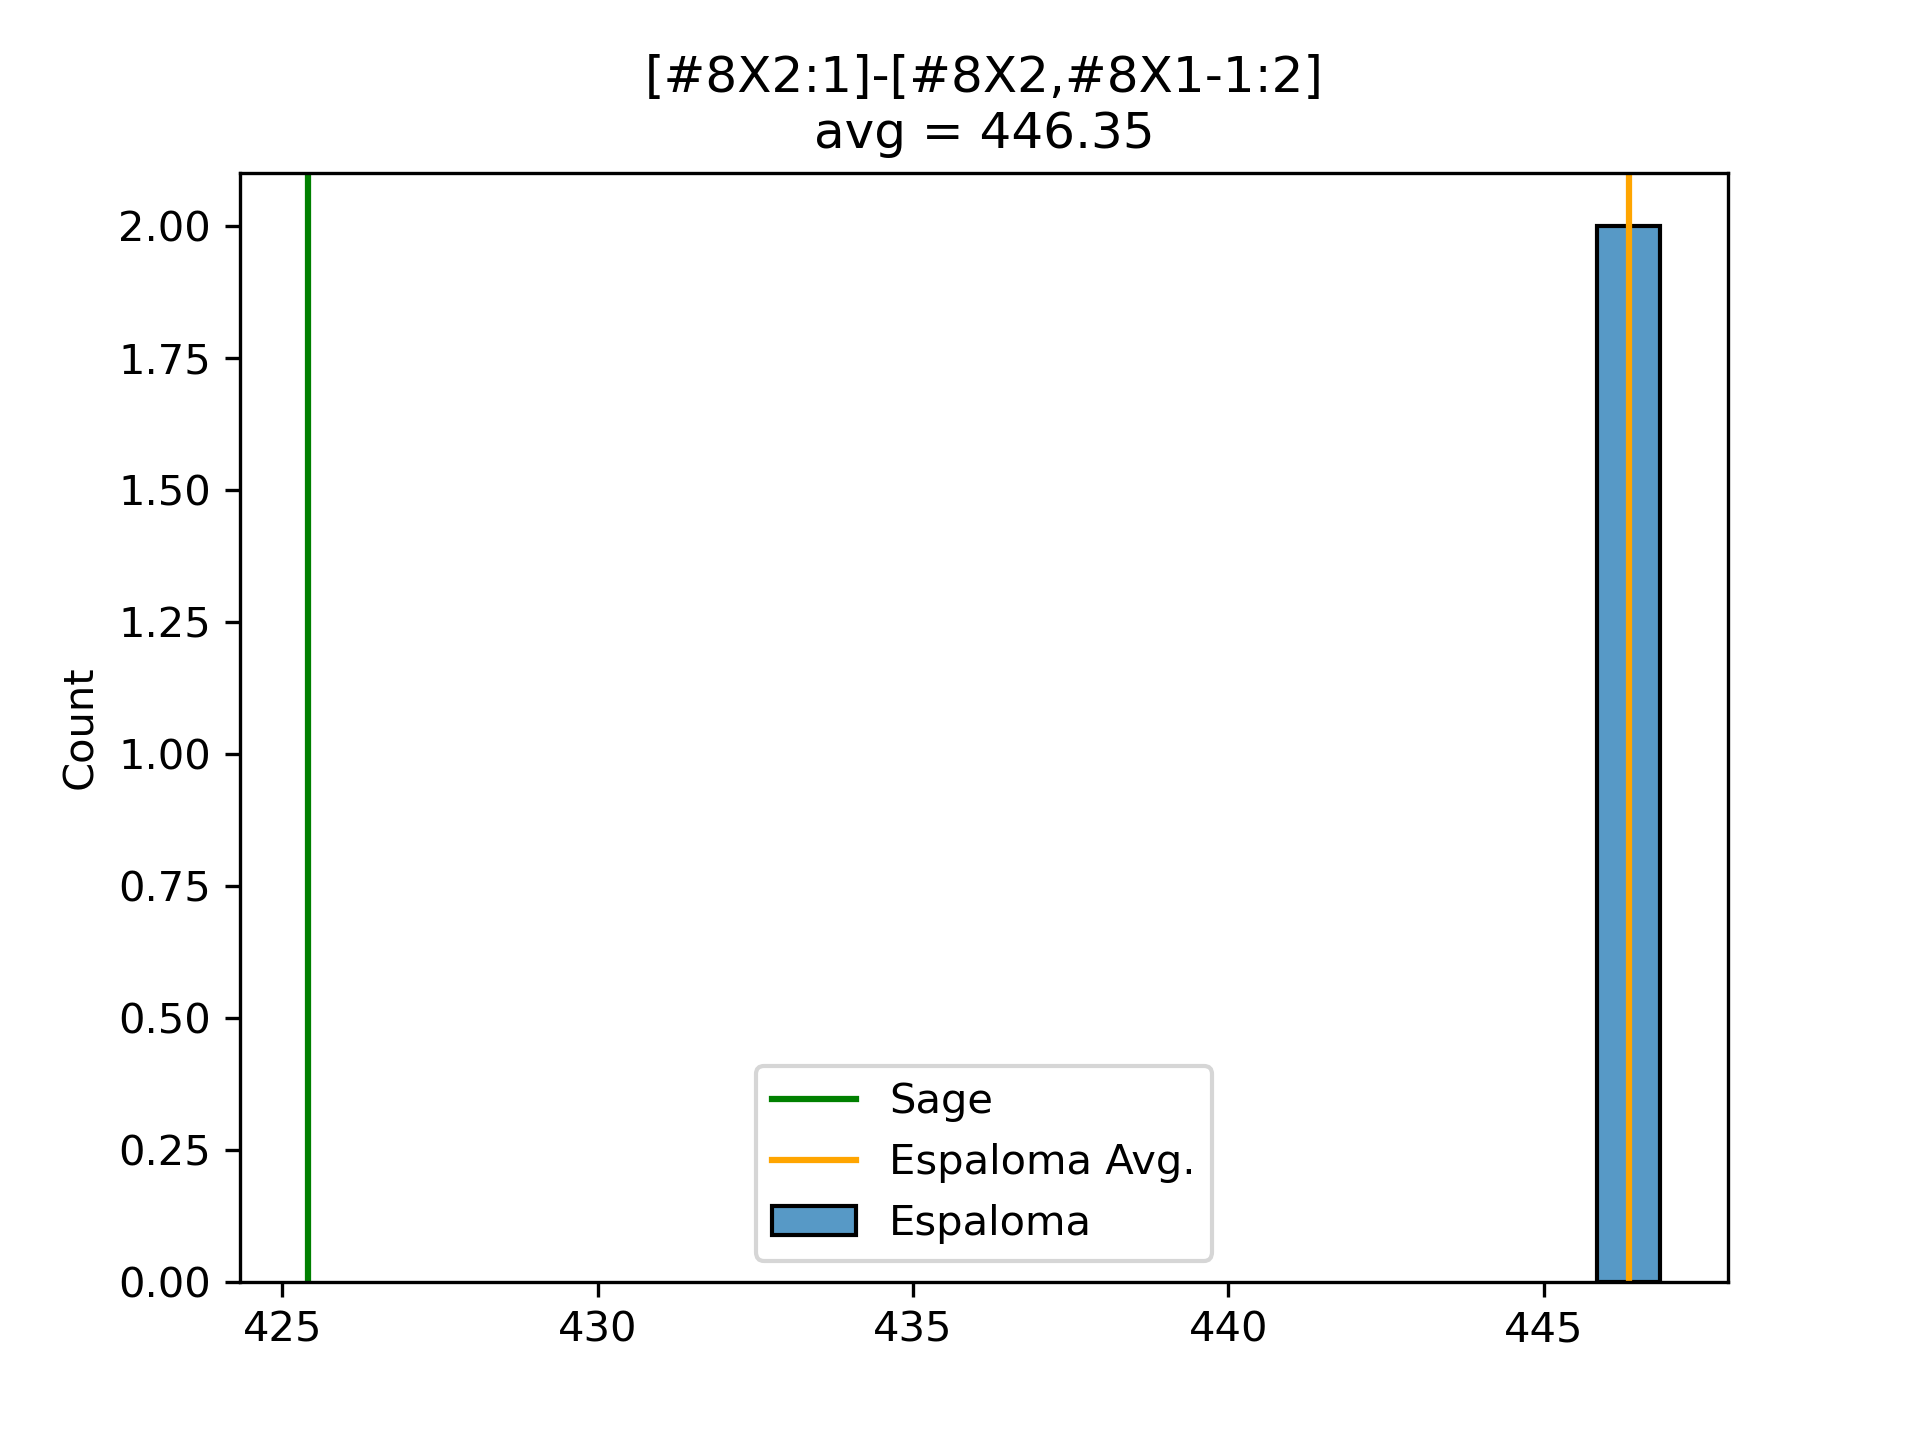 [#8X2:1]-[#8X2,#8X1-1:2]
avg = 446.35
2.00
1.75
1.50
1.25
1.00
0.75
0.50
0.25
0.00
Count
Sage
Espaloma Avg.
Espaloma
425 430 435 440 445